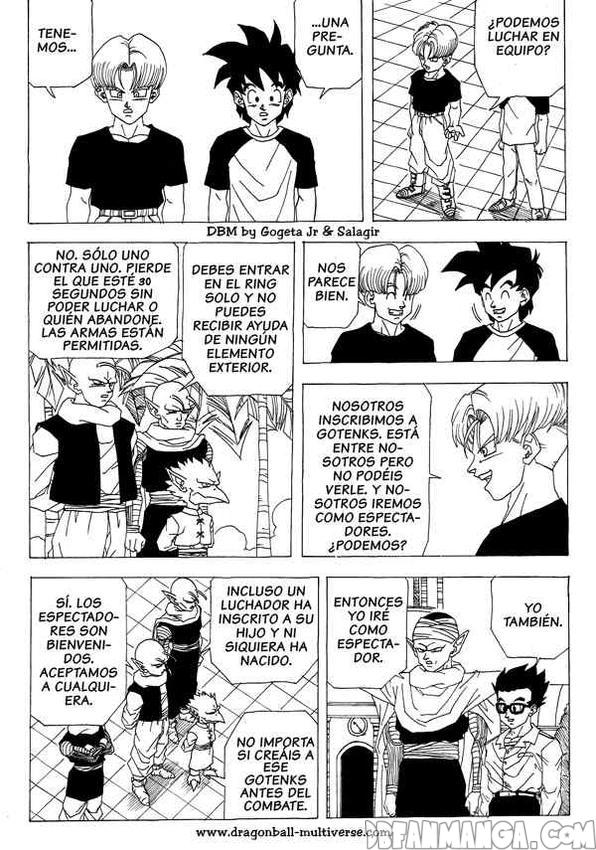 TENE-
MOS...
...UNA
PRE-
GUNTA.
¿PODEMOS
LUCHAR EN
EQUIPO?
DBM by Gogeta Jr & Salagir
NO. SÓLO UNO
CONTRA UNO. PIERDE
EL QUE ESTÉ 30
SEGUNDOS SIN
PODER LUCHAR O
QUIÉN ABANDONE.
LAS ARMAS ESTÁN
PERMITIDAS.
DEBES ENTRAR
EN EL RING
SOLO Y NO
PUEDES
RECIBIR AYUDA
DE NINGÚN
ELEMENTO
EXTERIOR.
NOS
PARECE
BIEN.
NOSOTROS
INSCRIBIMOS A
GOTENKS. ESTÁ
ENTRE NO-
SOTROS PERO
NO PODÉIS
VERLE. Y NO-
SOTROS IREMOS
COMO ESPECTA-
DORES.
¿PODEMOS?
SÍ. LOS
ESPECTADO-
RES SON
BIENVENI-
DOS.
ACEPTAMOS
A CUALQUI-
ERA.
INCLUSO UN
LUCHADOR HA
INSCRITO A SU
HIJO Y NI
SIQUIERA HA
NACIDO.
NO IMPORTA
SI CREÁIS A
ESE
GOTENKS
ANTES DEL
COMBATE.
ENTONCES
YO IRÉ
COMO
ESPECTA-
DOR.
YO
TAMBIÉN.
www.dragonball-multiverse.com
DBFANMANGA.COM